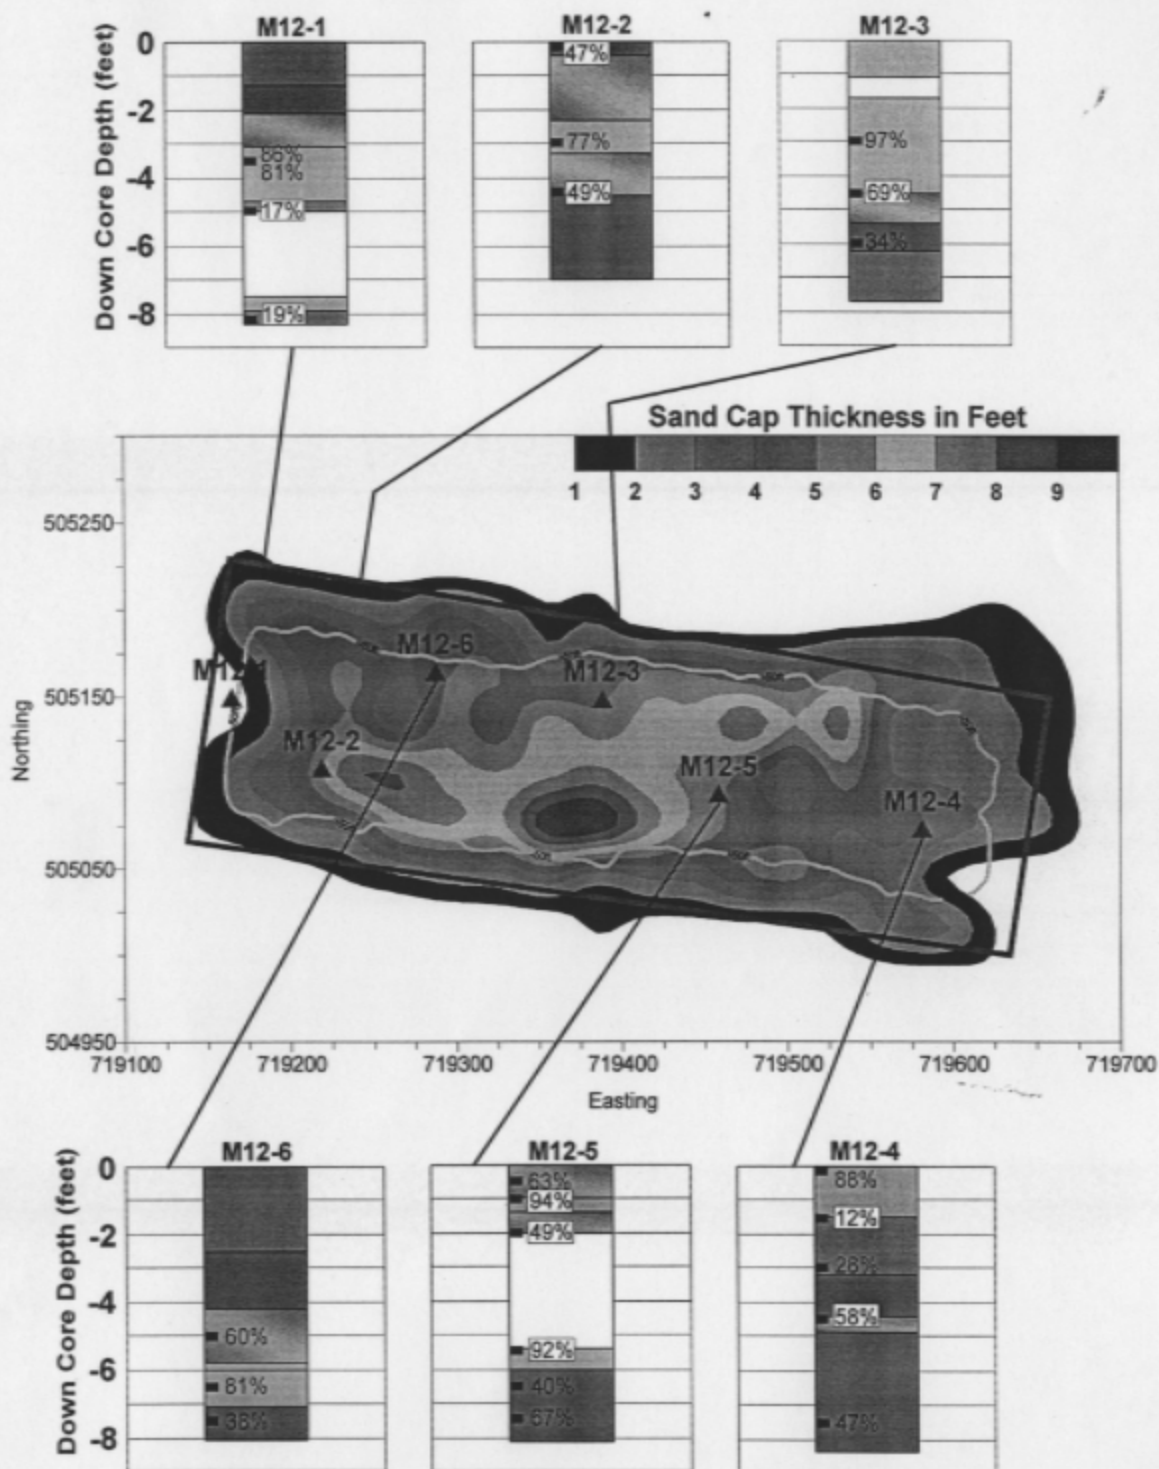 M12-1 M12-2 M12-3
Down Core Depth (feet)
0
-2
-4
-6
-8
86%
81%
17%
19%
47%
77%
49%
97%
69%
34%
Sand Cap Thickness in Feet
1 2 3 4 5 6 7 8 9
505250
505150
505050
504950
Northing
M12-6
M12-3
M12-2
M12-5
M12-4
719100 719200 719300 719400 719500 719600 719700
Easting
M12-6 M12-5 M12-4
Down Core Depth (feet)
0
-2
-4
-6
-8
60%
81%
38%
63%
94%
49%
92%
40%
67%
88%
12%
28%
58%
47%